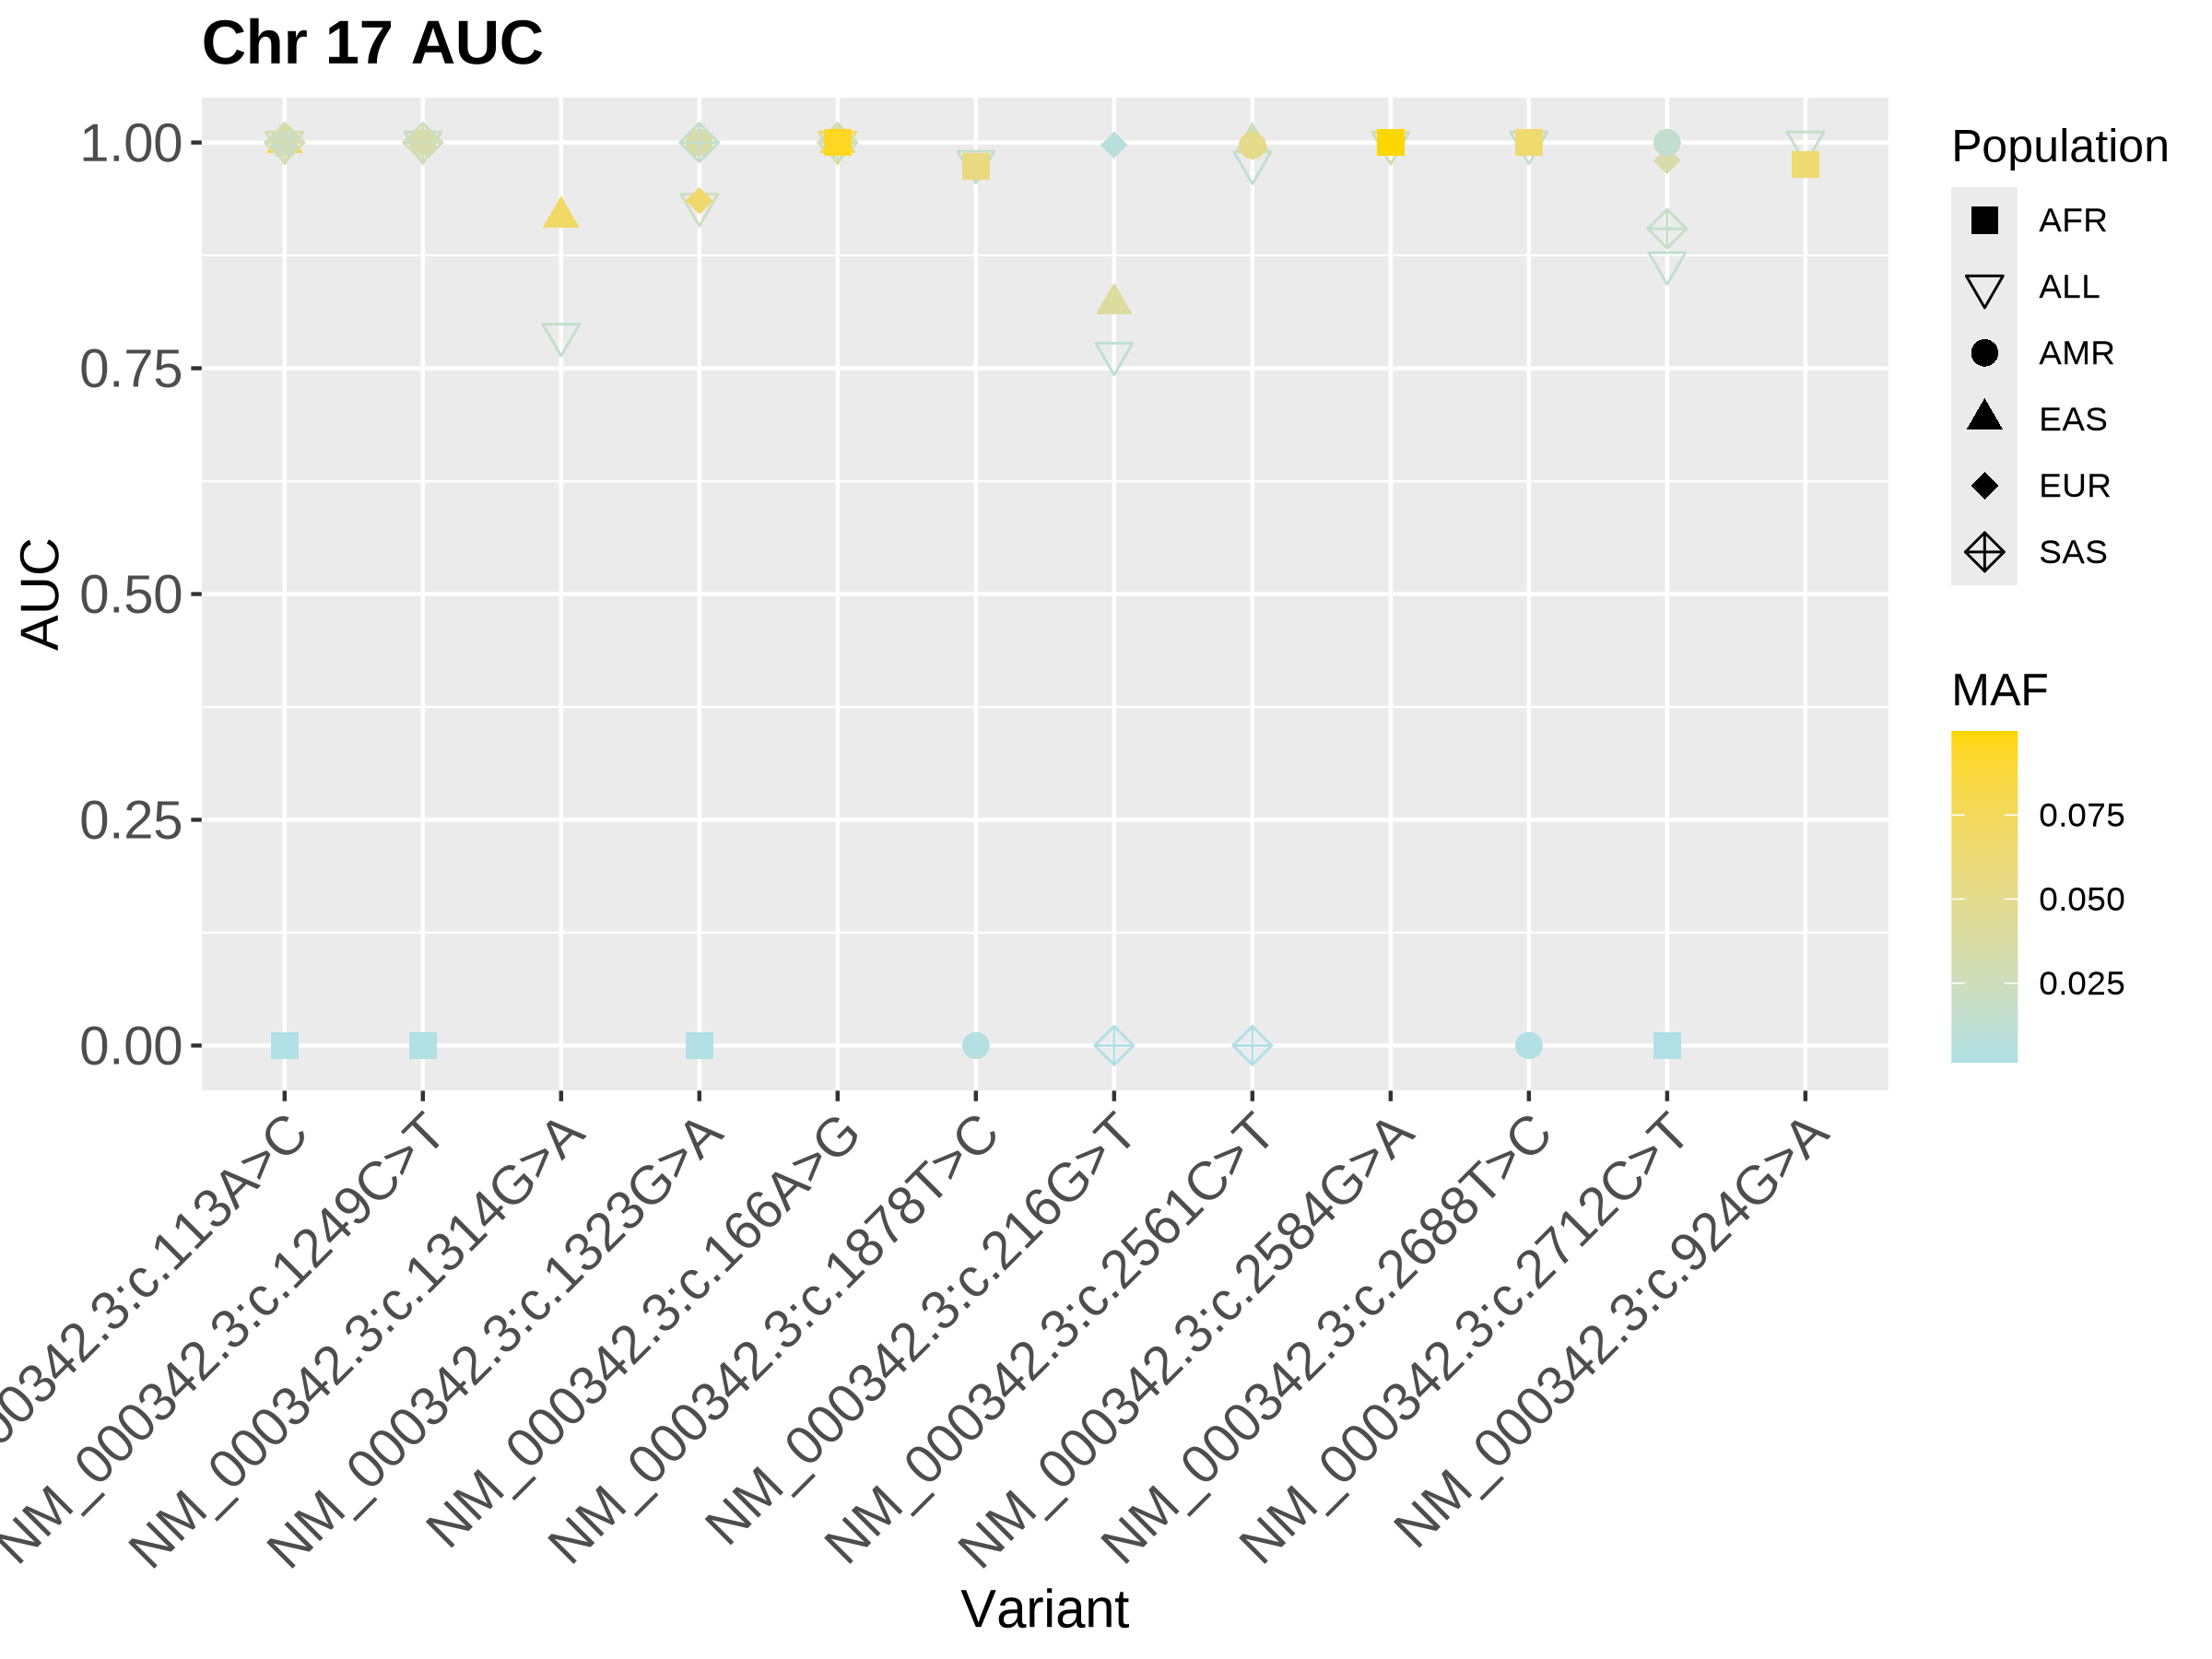 Chr 17 AUC
1.00
0.75
0.50
0.25
0.00
AUC
00342.3:c.113A>C
NM_000342.3:c.1249C>T
NM_000342.3:c.1314G>A
NM_000342.3:c.1323G>A
NM_000342.3:c.166A>G
NM_000342.3:c.1878T>C
NM_000342.3:c.216G>T
NM_000342.3:c.2561C>T
NM_000342.3:c.2584G>A
NM_000342.3:c.2688T>C
NM_000342.3:c.2712C>T
NM_000342.3:c.924G>A
Variant
Population
AFR
ALL
AMR
EAS
EUR
SAS
MAF
0.075
0.050
0.025